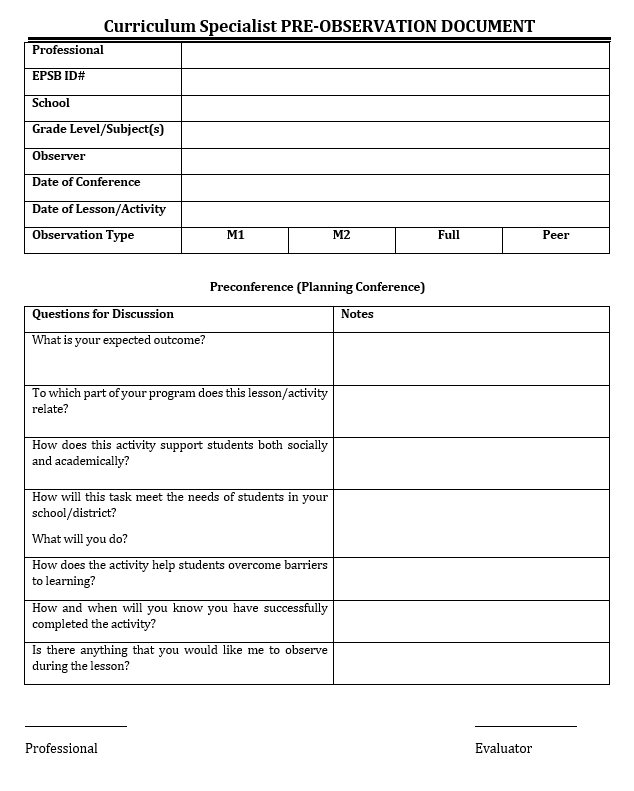 Curriculum Specialist PRE-OBSERVATION DOCUMENT
Professional
EPSB ID#
School
Grade Level/Subject(s)
Observer
Date of Conference
Date of Lesson/Activity
Observation Type M1 M2 Full Peer
Preconference (Planning Conference)
Questions for Discussion Notes
What is your expected outcome?
To which part of your program does this lesson/activity
relate?
How does this activity support students both socially
and academically?
How will this task meet the needs of students in your
school/district?
What will you do?
How does the activity help students overcome barriers
to learning?
How and when will you know you have successfully
completed the activity?
Is there anything that you would like me to observe
during the lesson?
Professional Evaluator